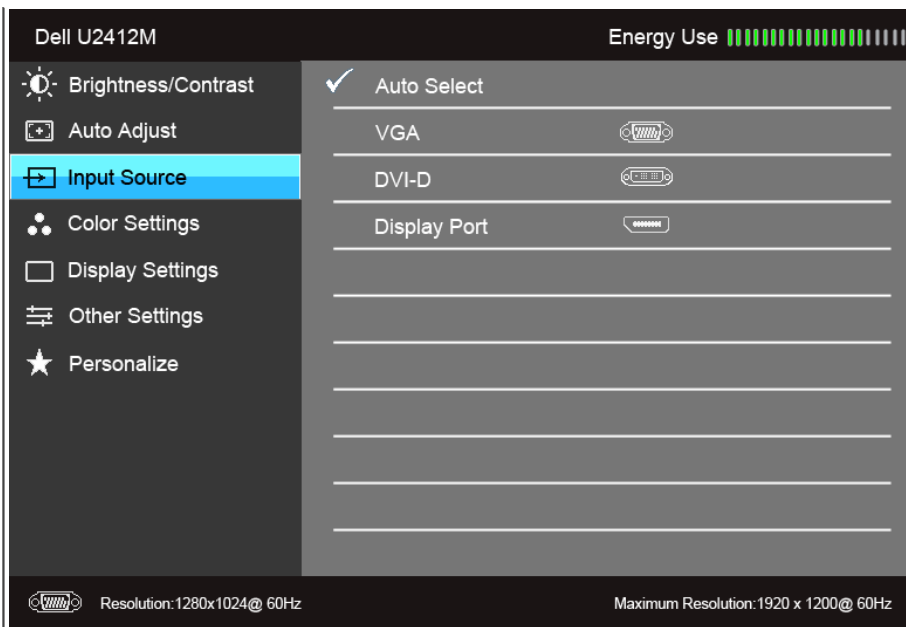 Dell U2412M Energy Use
Brightness/Contrast Auto Select
Auto Adjust VGA
Input Source DVI-D
Color Settings Display Port
Display Settings
Other Settings
Personalize
Resolution:1280x1024@ 60Hz Maximum Resolution:1920 x 1200@ 60Hz